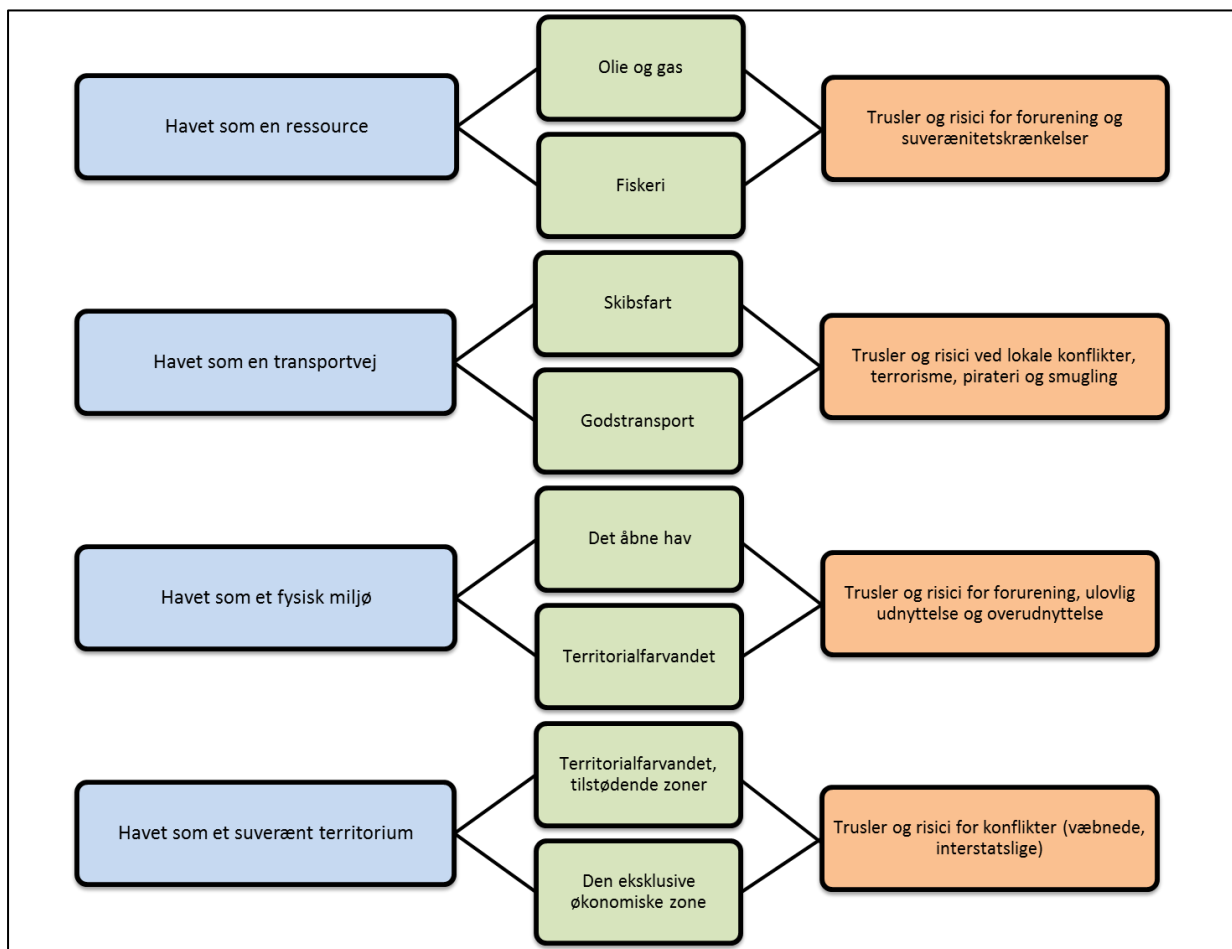 Olie og gas
Havet som en ressource
Trusler og risici for forurening og
suverænitetskrænkelser
Fiskeri
Skibsfart
Havet som en transportvej
Trusler og risici ved lokale konflikter,
terrorisme, pirateri og smugling
Godstransport
Det åbne hav
Havet som et fysisk miljø
Trusler og risici for forurening, ulovlig
udnyttelse og overudnyttelse
Territorialfarvandet
Territorialfarvandet,
tilstødende zoner
Havet som et suverænt territorium
Trusler og risici for konflikter (væbnede,
interstatslige)
Den eksklusive
økonomiske zone